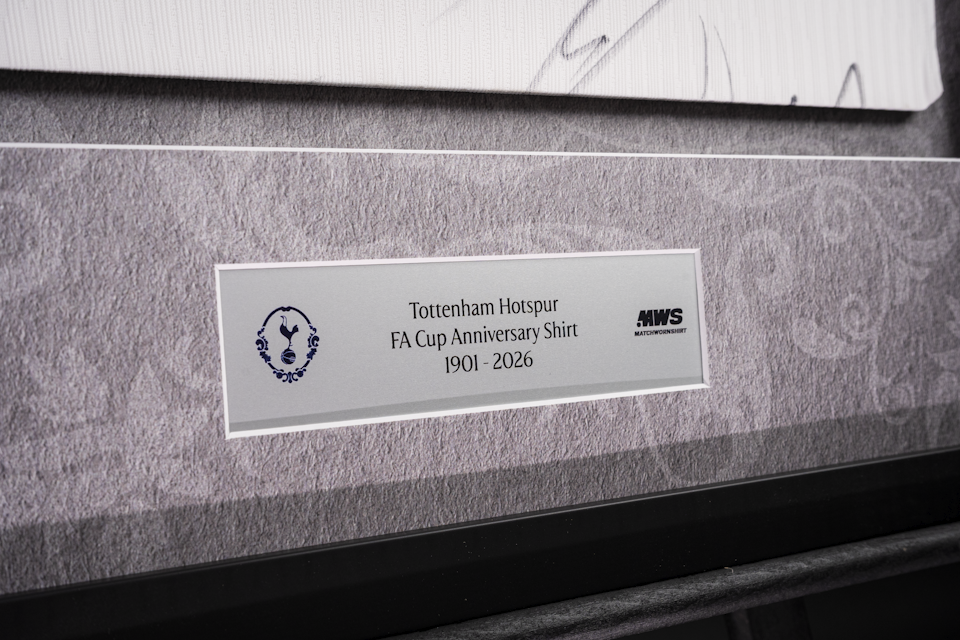 Tottenham Hotspur
FA Cup Anniversary Shirt
1901 - 2026
MWS
MATCHWORNSHIRT